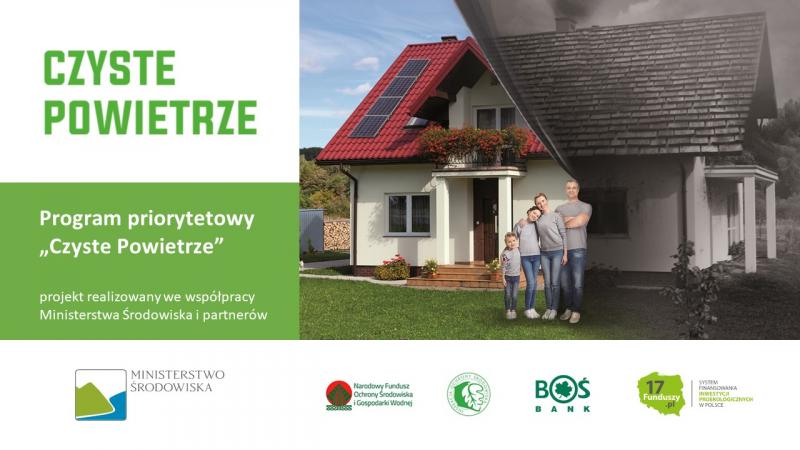 CZYSTE
POWIETRZE
Program priorytetowy
„Czyste Powietrze”
projekt realizowany we współpracy
Ministerstwa Środowiska i partnerów
MINISTERSTWO
ŚRODOWISKA
Narodowy Fundusz
Ochrony Środowiska
i Gospodarki Wodnej
BOŚ
BANK
17
Funduszy
.pl
SYSTEM
FINANSOWANIA
INWESTYCJI
PROEKOLOGICZNYCH
W POLSCE